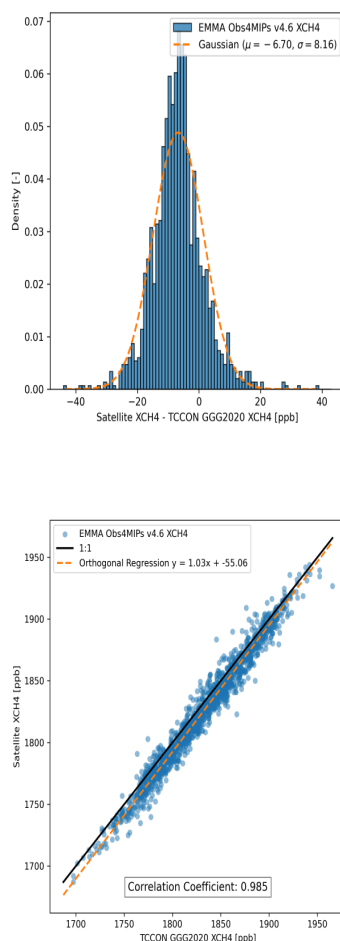 0.07
0.06
0.05
0.04
0.03
0.02
0.01
0.00
Density [-]
EMMA Obs4MIPs v4.6 XCH4
Gaussian (μ = − 6.70, σ = 8.16)
−40 −20 0 20 40
Satellite XCH4 - TCCON GGG2020 XCH4 [ppb]
EMMA Obs4MIPs v4.6 XCH4
1:1
Orthogonal Regression y = 1.03x + -55.06
1950
1900
1850
1800
1750
1700
Satellite XCH4 [ppb]
Correlation Coefficient: 0.985
1700 1750 1800 1850 1900 1950
TCCON GGG2020 XCH4 [ppb]